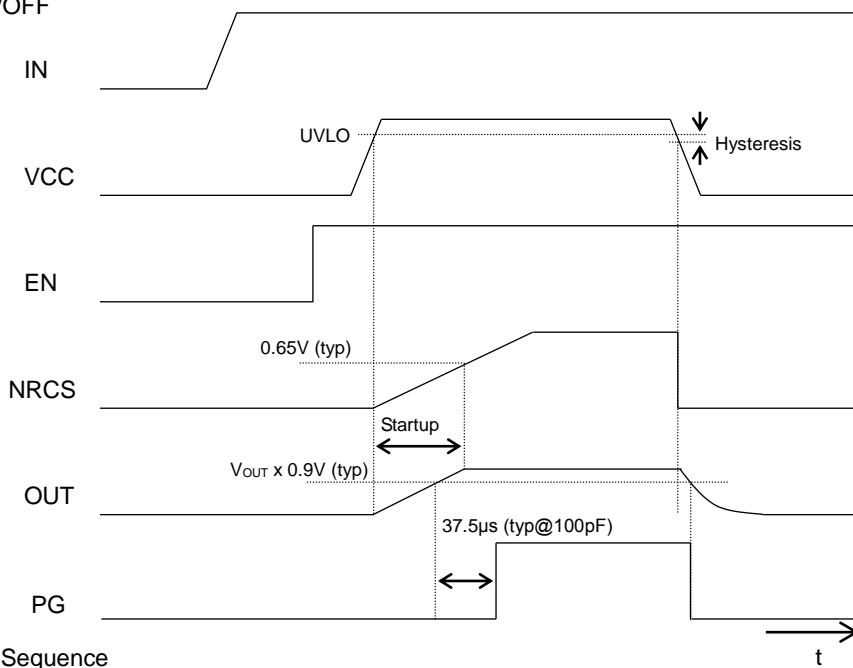 /OFF
IN
UVLO
Hysteresis
VCC
EN
0.65V (typ)
NRCS
Startup
VOUT x 0.9V (typ)
OUT
37.5µs (typ@100pF)
PG
Sequence
t